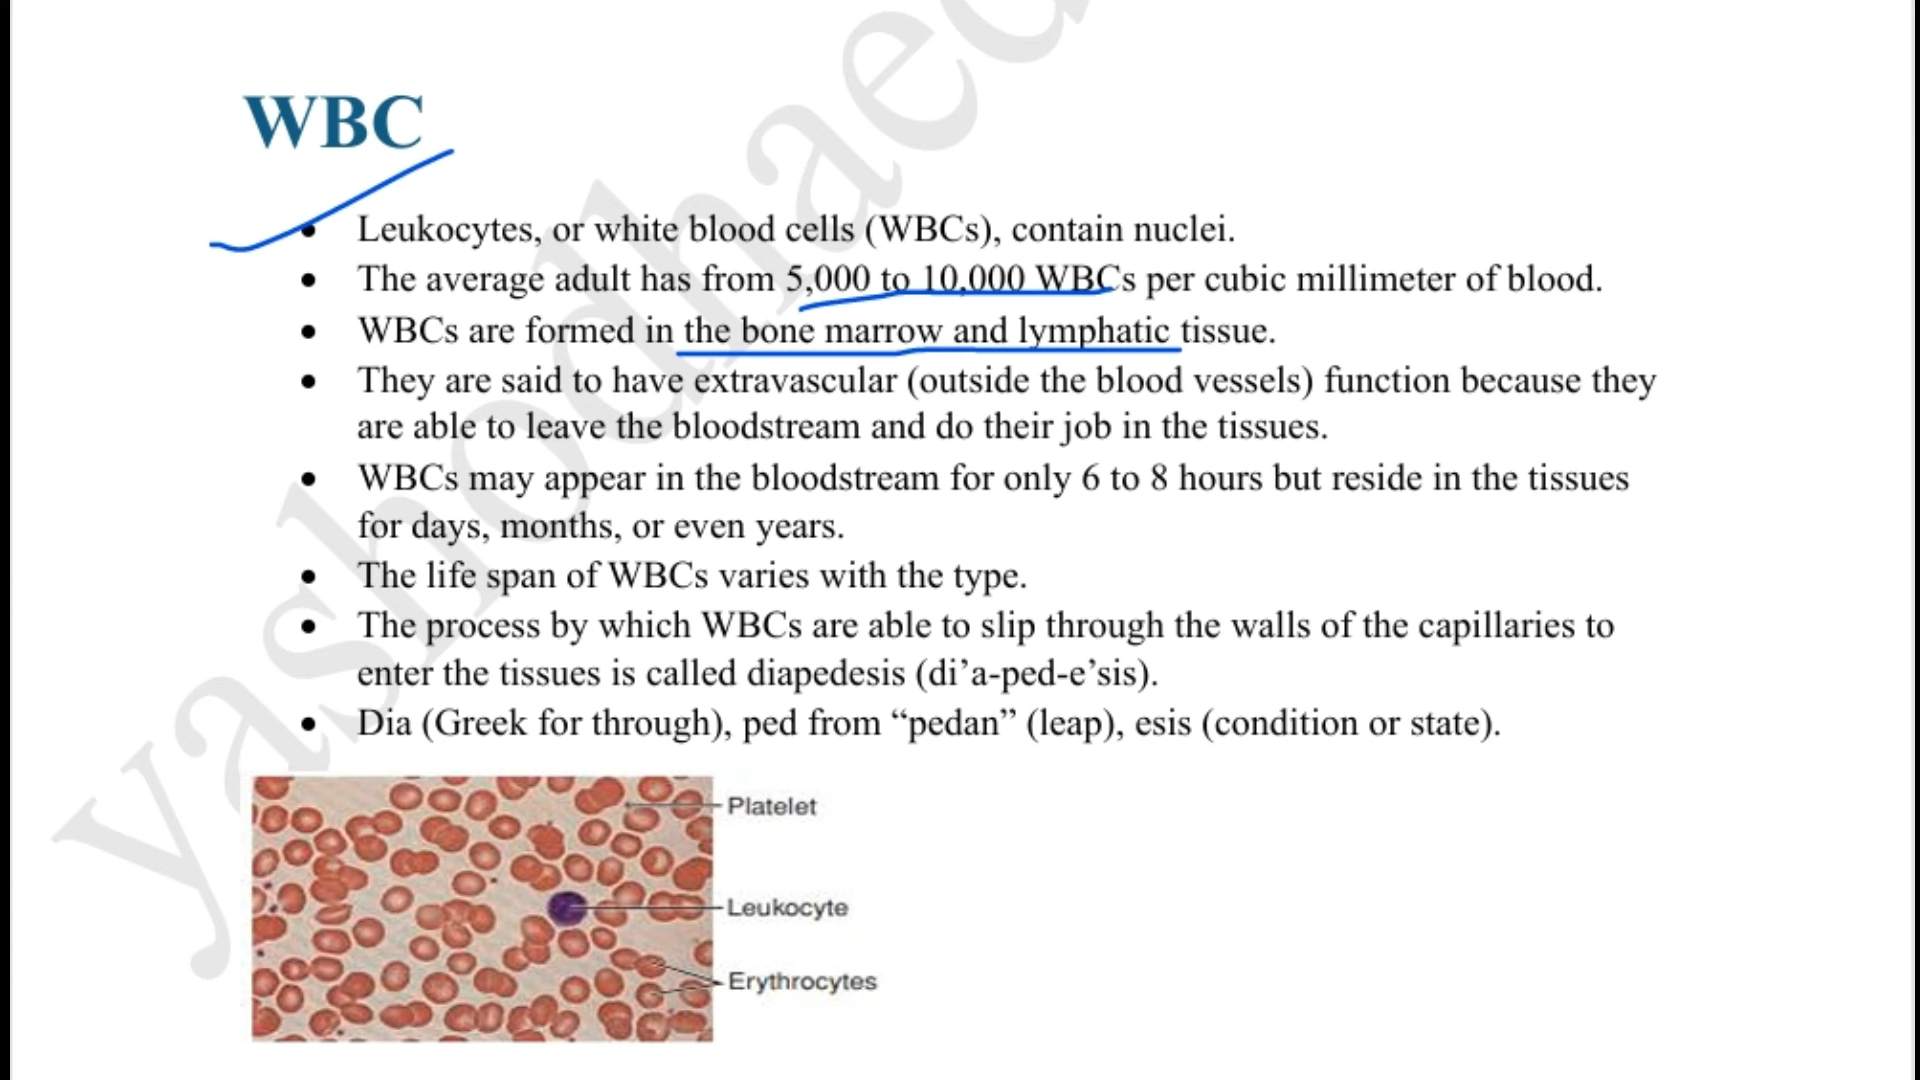 WBC
• Leukocytes, or white blood cells (WBCs), contain nuclei.
• The average adult has from 5,000 to 10,000 WBCs per cubic millimeter of blood.
• WBCs are formed in the bone marrow and lymphatic tissue.
• They are said to have extravascular (outside the blood vessels) function because they
are able to leave the bloodstream and do their job in the tissues.
• WBCs may appear in the bloodstream for only 6 to 8 hours but reside in the tissues
for days, months, or even years.
• The life span of WBCs varies with the type.
• The process by which WBCs are able to slip through the walls of the capillaries to
enter the tissues is called diapedesis (di’a-ped-e’sis).
• Dia (Greek for through), ped from “pedan” (leap), esis (condition or state).
Platelet
Leukocyte
Erythrocytes
yashodhaed